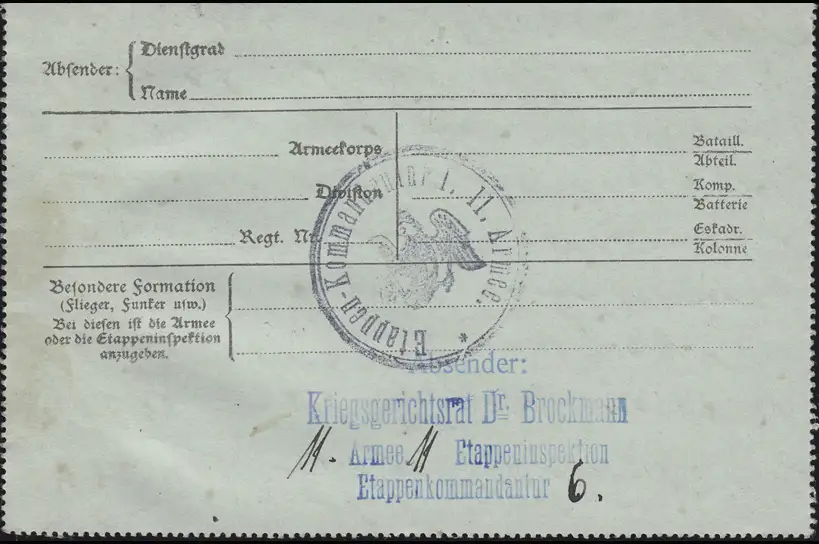 Absender:
Dienstgrad
Name
Armeekorps
Division
Regt. Nr.
Bataill.
Abteil.
Komp.
Batterie
Eskadr.
Kolonne
Besondere Formation
(Flieger, Funker usw.)
Bei diesen ist die Armee
oder die Etappeninspektion
anzugeben.
Etappen-Kommandantur 1. 11. Armee. *
Absender:
Kriegsgerichtsrat Dr. Brockmann
11. Armee 11 Etappeninspektion
Etappenkommandantur 6.